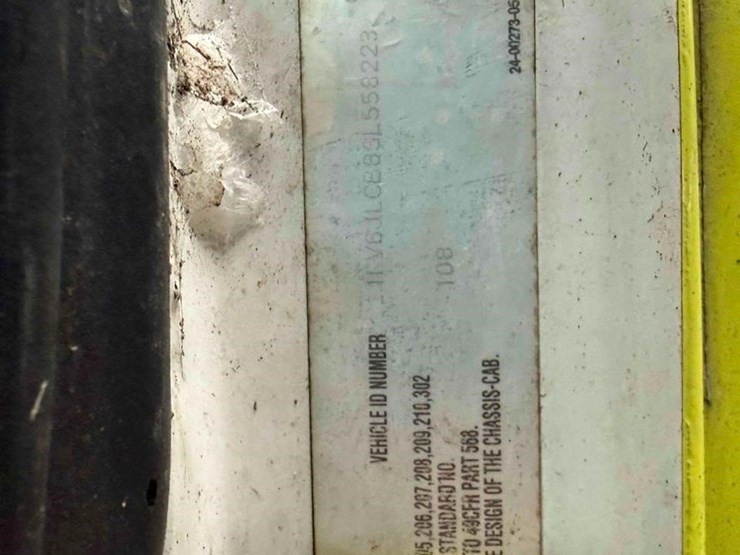 VEHICLE ID NUMBER
5,206,207,208,209,210,302
STANDARD NO. 108
TO 49CFR PART 568.
E DESIGN OF THE CHASSIS-CAB.
24-00273-05